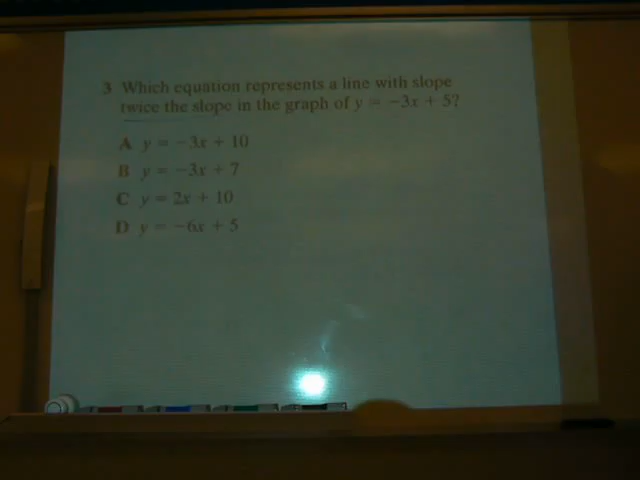 3 Which equation represents a line with slope
twice the slope in the graph of y = −3x + 5?
A y = −3x + 10
B y = −3x + 7
C y = 2x + 10
D y = −6x + 5